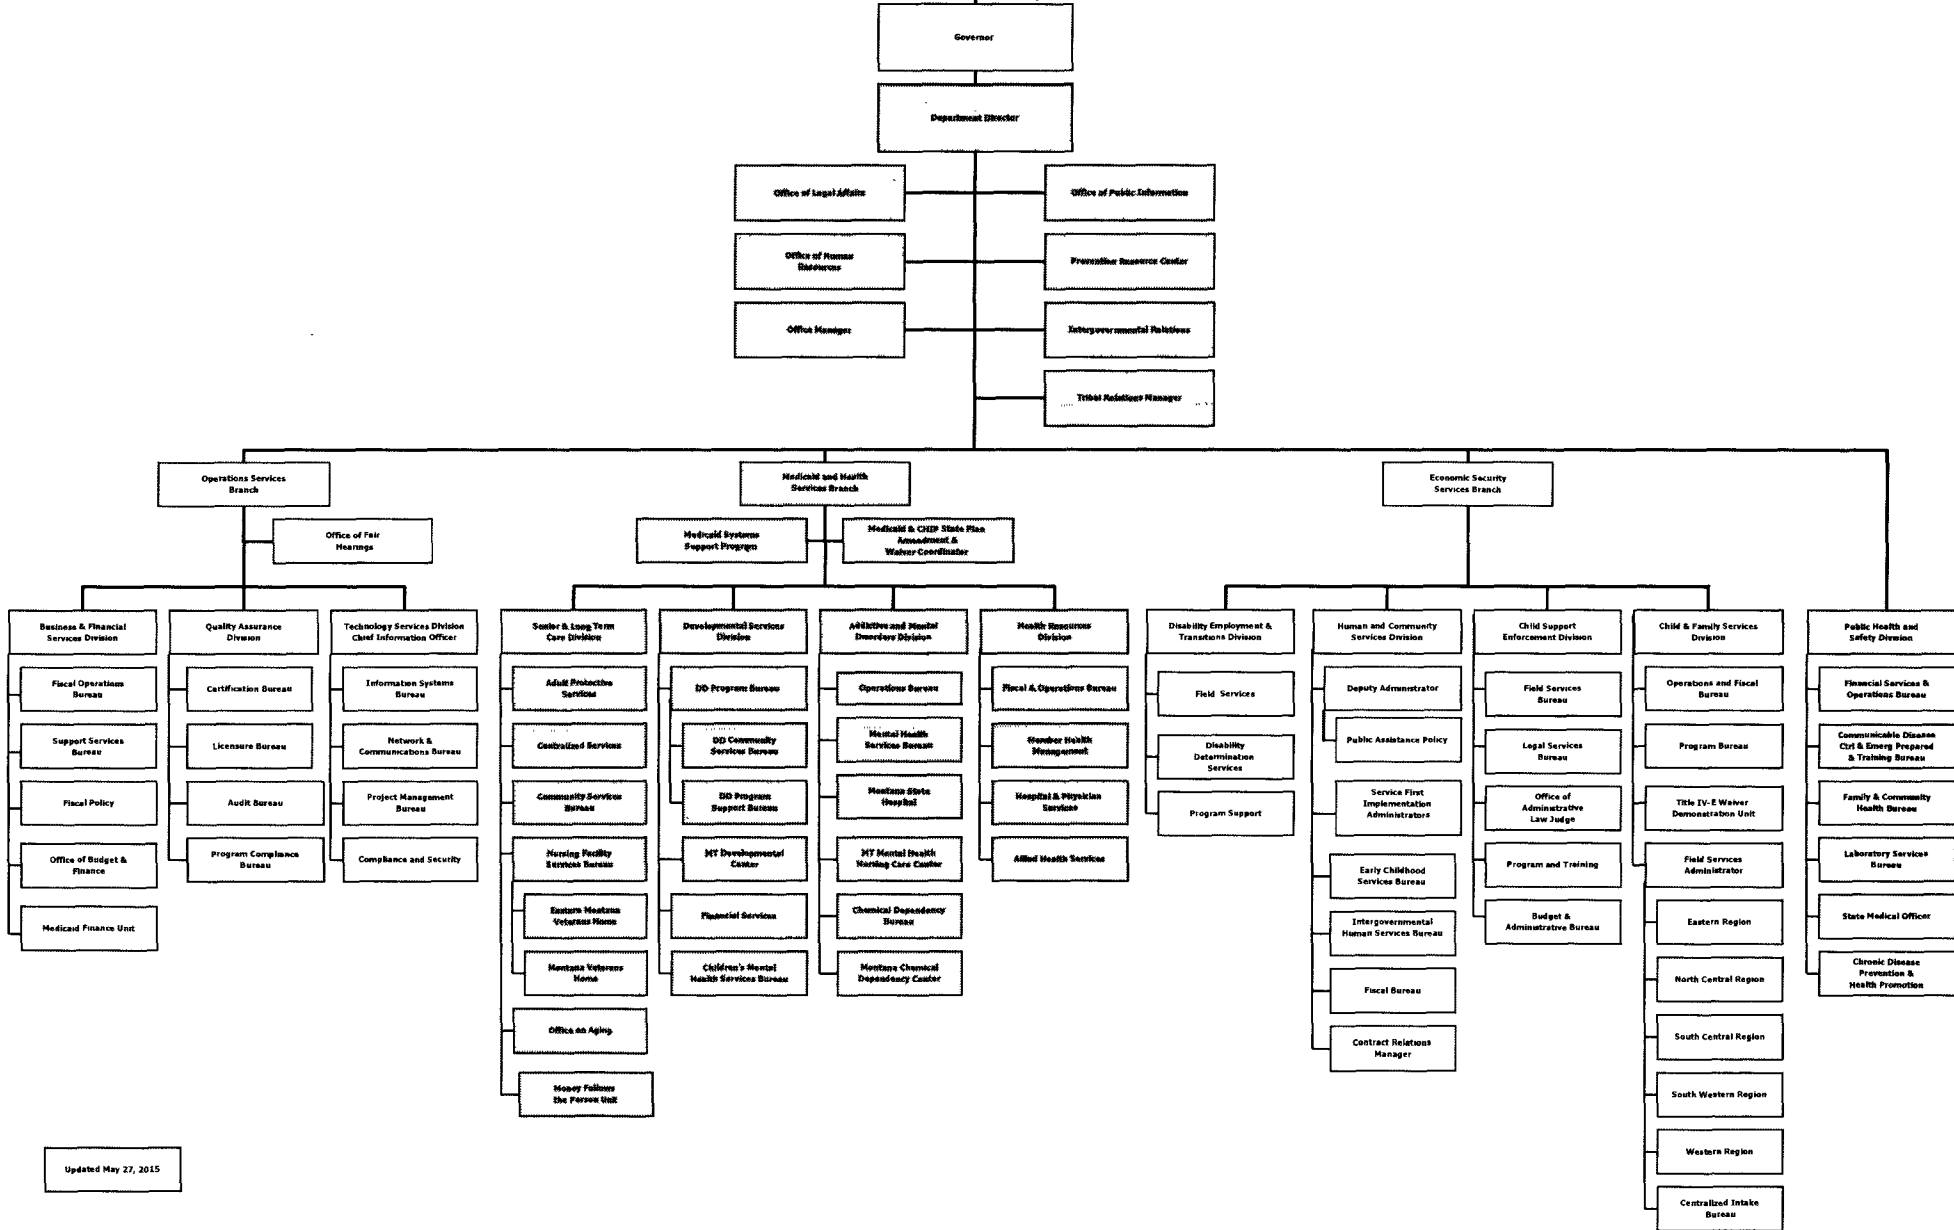 Governor
Department Director
Office of Legal Affairs
Office of Public Information
Office of Human
Resources
Prevention Resource Center
Office Manager
Intergovernmental Relations
Tribal Relations Manager
Operations Services
Branch
Medicaid and Health
Services Branch
Economic Security
Services Branch
Office of Fair
Hearings
Medicaid Systems
Support Program
Medicaid & CHIP State Plan
Amendment &
Waiver Coordinator
Business & Financial
Services Division
Fiscal Operations
Bureau
Support Services
Bureau
Fiscal Policy
Office of Budget &
Finance
Medicaid Finance Unit
Quality Assurance
Division
Certification Bureau
Licensure Bureau
Audit Bureau
Program Compliance
Bureau
Technology Services Division
Chief Information Officer
Information Systems
Bureau
Network &
Communications Bureau
Project Management
Bureau
Compliance and Security
Senior & Long Term
Care Division
Adult Protective
Services
Centralized Services
Community Services
Bureau
Nursing Facility
Services Bureau
Eastern Montana
Veterans Home
Montana Veterans
Home
Office on Aging
Money Follows
the Person Unit
Developmental Services
Division
DD Program Bureau
DD Community
Services Bureau
DD Program
Support Bureau
MT Developmental
Center
Financial Services
Children's Mental
Health Services Bureau
Addictive and Mental
Disorders Division
Operations Bureau
Mental Health
Services Bureau
Montana State
Hospital
MT Mental Health
Nursing Care Center
Chemical Dependency
Bureau
Montana Chemical
Dependency Center
Health Resources
Division
Fiscal & Operations Bureau
Member Health
Management
Hospital & Physician
Services
Allied Health Services
Disability Employment &
Transitions Division
Field Services
Disability
Determination
Services
Program Support
Human and Community
Services Division
Deputy Administrator
Public Assistance Policy
Service First
Implementation
Administrators
Early Childhood
Services Bureau
Intergovernmental
Human Services Bureau
Fiscal Bureau
Contract Relations
Manager
Child Support
Enforcement Division
Field Services
Bureau
Legal Services
Bureau
Office of
Administrative
Law Judge
Program and Training
Budget &
Administrative Bureau
Child & Family Services
Division
Operations and Fiscal
Bureau
Program Bureau
Title IV-E Waiver
Demonstration Unit
Field Services
Administrator
Eastern Region
North Central Region
South Central Region
South Western Region
Western Region
Centralized Intake
Bureau
Public Health and
Safety Division
Financial Services &
Operations Bureau
Communicable Disease
Ctrl & Emerg Prepared
& Training Bureau
Family & Community
Health Bureau
Laboratory Services
Bureau
State Medical Officer
Chronic Disease
Prevention &
Health Promotion
Updated May 27, 2015